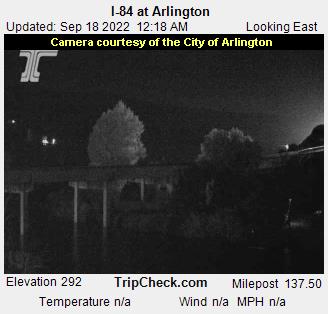 I-84 at Arlington
Updated: Sep 18 2022 12:18 AM Looking East
Camera courtesy of the City of Arlington
Elevation 292 TripCheck.com Milepost 137.50
Temperature n/a Wind n/a MPH n/a